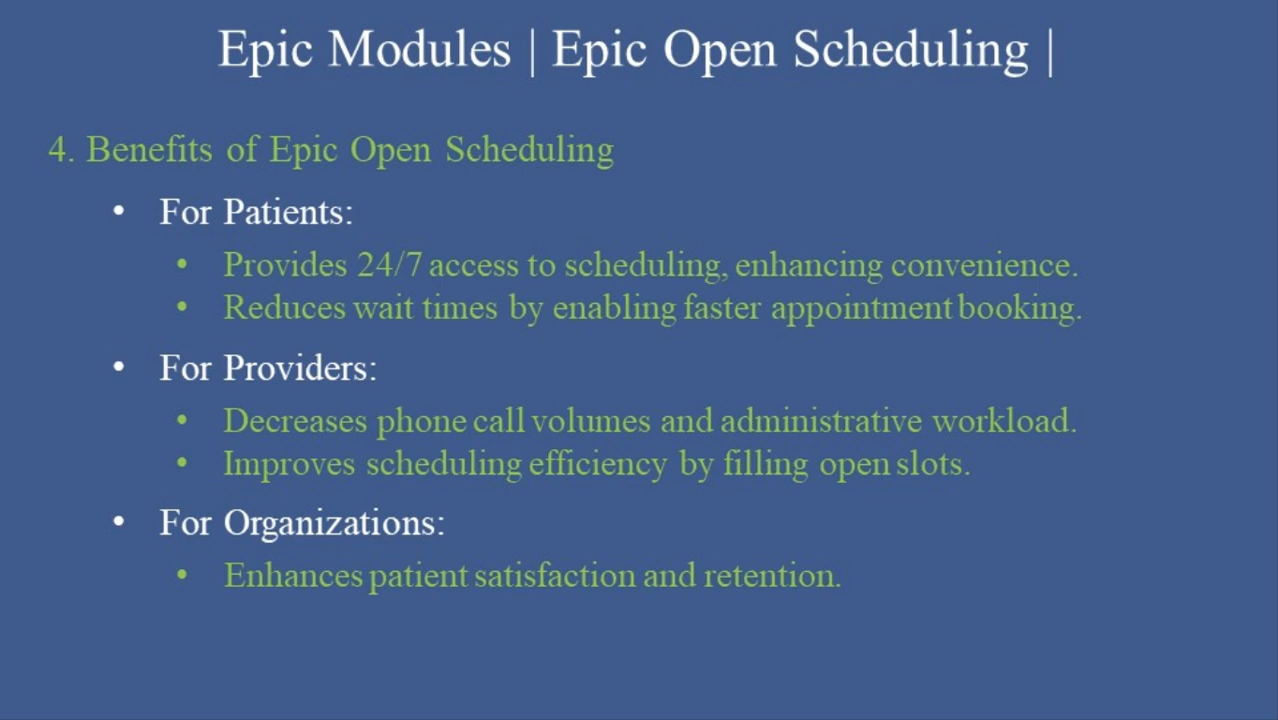 Epic Modules | Epic Open Scheduling |
4. Benefits of Epic Open Scheduling
• For Patients:
• Provides 24/7 access to scheduling, enhancing convenience.
• Reduces wait times by enabling faster appointment booking.
• For Providers:
• Decreases phone call volumes and administrative workload.
• Improves scheduling efficiency by filling open slots.
• For Organizations:
• Enhances patient satisfaction and retention.